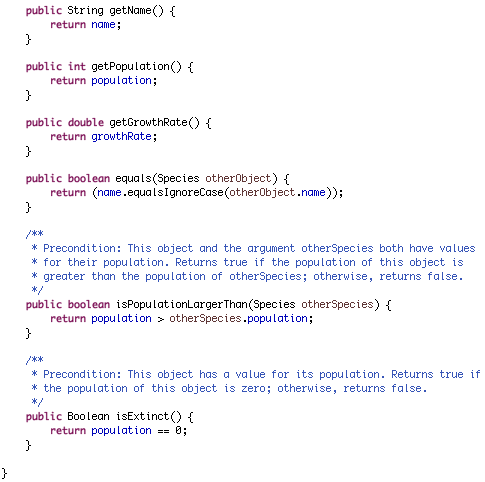 public String getName() {
return name;
}
public int getPopulation() {
return population;
}
public double getGrowthRate() {
return growthRate;
}
public boolean equals(Species otherObject) {
return (name.equalsIgnoreCase(otherObject.name));
}
/**
* Precondition: This object and the argument otherSpecies both have values
* for their population. Returns true if the population of this object is
* greater than the population of otherSpecies; otherwise, returns false.
*/
public boolean isPopulationLargerThan(Species otherSpecies) {
return population > otherSpecies.population;
}
/**
* Precondition: This object has a value for its population. Returns true if
* the population of this object is zero; otherwise, returns false.
*/
public Boolean isExtinct() {
return population == 0;
}
}